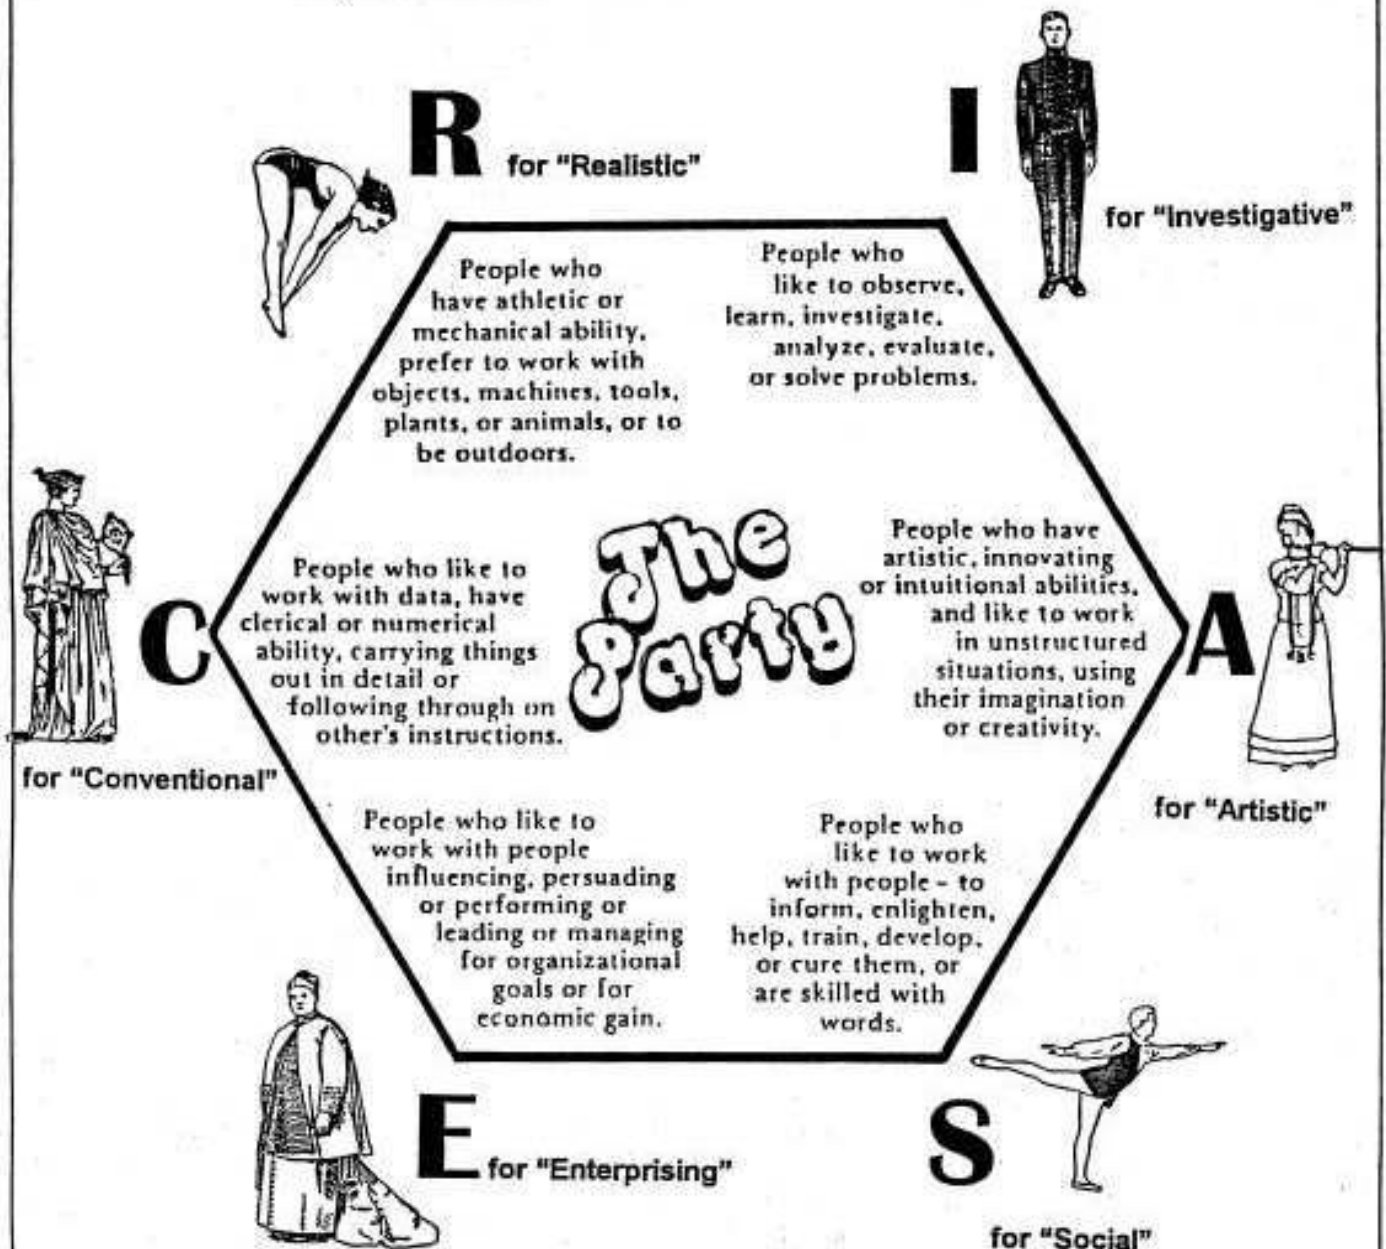 R for "Realistic"
People who
have athletic or
mechanical ability,
prefer to work with
objects, machines, tools,
plants, or animals, or to
be outdoors.
I
for "Investigative"
People who
like to observe,
learn, investigate,
analyze, evaluate,
or solve problems.
The
Party
People who have
artistic, innovating
or intuitional abilities,
and like to work
in unstructured
situations, using
their imagination
or creativity.
A
for "Artistic"
People who
like to work
with people - to
inform, enlighten,
help, train, develop,
or cure them, or
are skilled with
words.
S
for "Social"
People who like to
work with people
influencing, persuading
or performing or
leading or managing
for organizational
goals or for
economic gain.
E for "Enterprising"
People who like to
work with data, have
clerical or numerical
ability, carrying things
out in detail or
following through on
other's instructions.
C
for "Conventional"